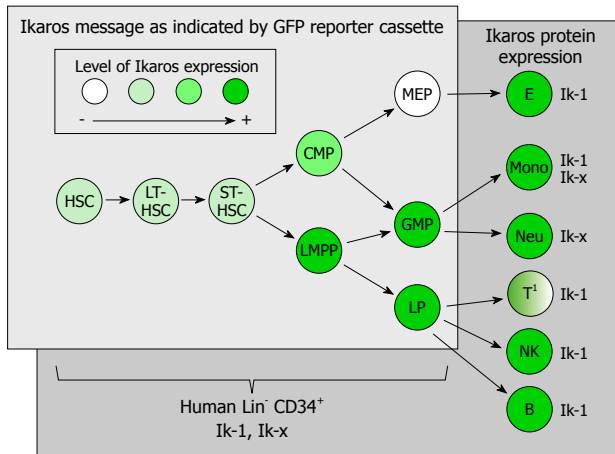 Ikaros message as indicated by GFP reporter cassette
Ikaros protein
expression
Level of Ikaros expression
- +
MEP
E
Ik-1
CMP
Mono
Ik-1
Ik-x
HSC
LT-
HSC
ST-
HSC
GMP
Neu
Ik-x
LMPP
T¹
Ik-1
LP
NK
Ik-1
B
Ik-1
Human Lin⁻ CD34⁺
Ik-1, Ik-x